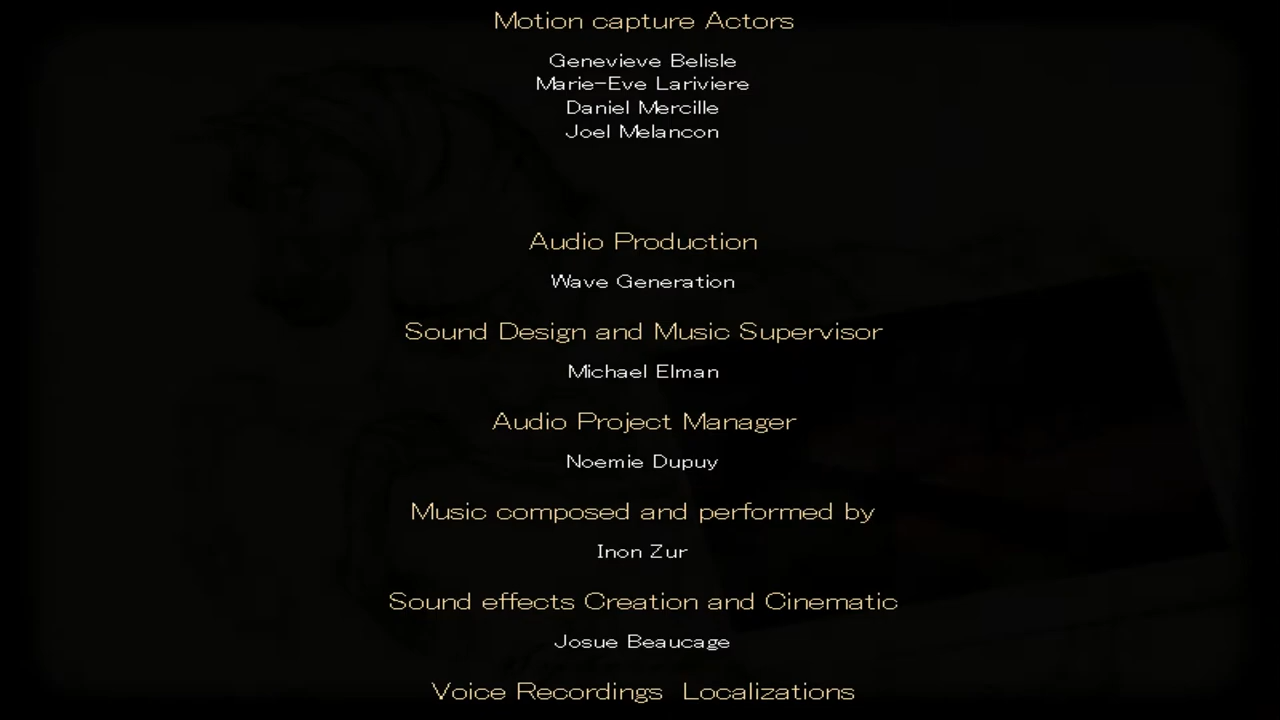 Motion capture Actors
Genevieve Belisle
Marie-Eve Lariviere
Daniel Mercille
Joel Melancon
Audio Production
Wave Generation
Sound Design and Music Supervisor
Michael Elman
Audio Project Manager
Noemie Dupuy
Music composed and performed by
Inon Zur
Sound effects Creation and Cinematic
Josue Beaucage
Voice Recordings  Localizations